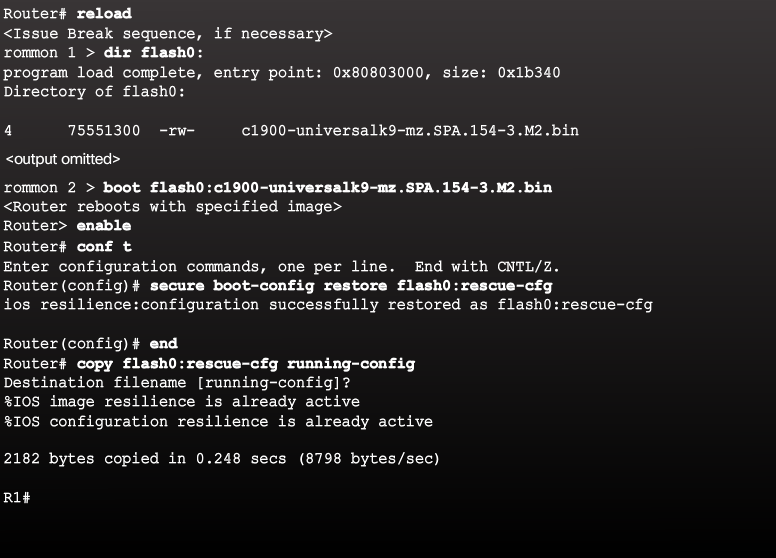 Router# reload
<Issue Break sequence, if necessary>
rommon 1 > dir flash0:
program load complete, entry point: 0x80803000, size: 0x1b340
Directory of flash0:
4 75551300 -rw- c1900-universalk9-mz.SPA.154-3.M2.bin
<output omitted>
rommon 2 > boot flash0:c1900-universalk9-mz.SPA.154-3.M2.bin
<Router reboots with specified image>
Router> enable
Router# conf t
Enter configuration commands, one per line. End with CNTL/Z.
Router(config)# secure boot-config restore flash0:rescue-cfg
ios resilience:configuration successfully restored as flash0:rescue-cfg
Router(config)# end
Router# copy flash0:rescue-cfg running-config
Destination filename [running-config]?
%IOS image resilience is already active
%IOS configuration resilience is already active
2182 bytes copied in 0.248 secs (8798 bytes/sec)
R1#